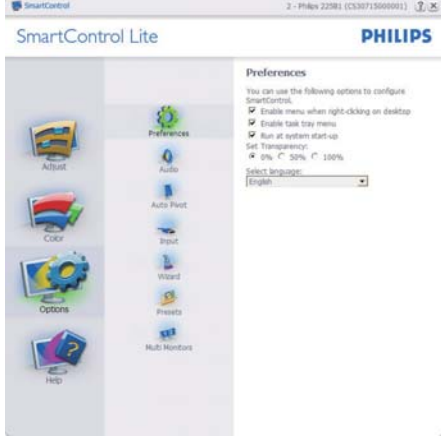 SmartControl
2 - Philips 225B1 (CS30715000001)
SmartControl Lite
PHILIPS
Adjust
Color
Options
Help
Preferences
Audio
Auto Pivot
Input
Wizard
Presets
Multi Monitors
Preferences
You can use the following options to configure
SmartControl.
Enable menu when right-clicking on desktop
Enable task tray menu
Run at system start-up
Set Transparency:
0% 50% 100%
Select language:
English